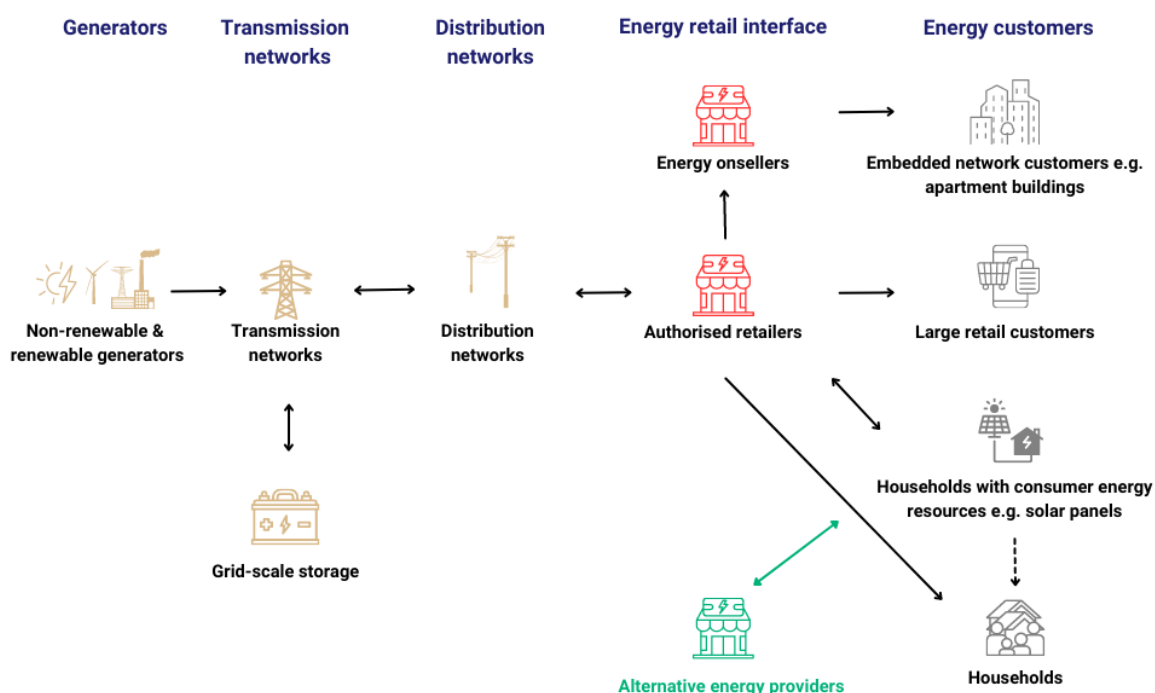 Generators
Transmission
networks
Distribution
networks
Energy retail interface
Energy customers
Energy onsellers
Embedded network customers e.g.
apartment buildings
Non-renewable &
renewable generators
Transmission
networks
Distribution
networks
Authorised retailers
Large retail customers
Households with consumer energy
resources e.g. solar panels
Grid-scale storage
Alternative energy providers
Households